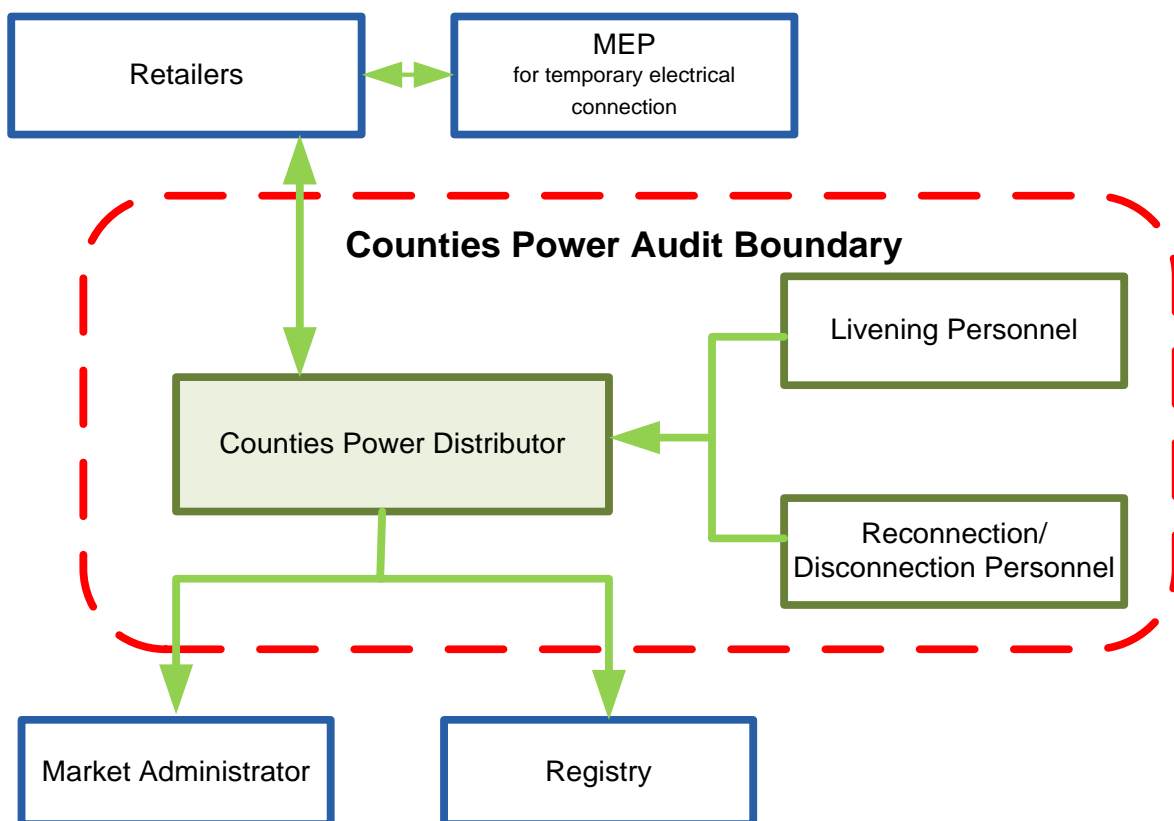 Retailers
MEP
for temporary electrical
connection
Counties Power Audit Boundary
Livening Personnel
Counties Power Distributor
Reconnection/
Disconnection Personnel
Market Administrator
Registry